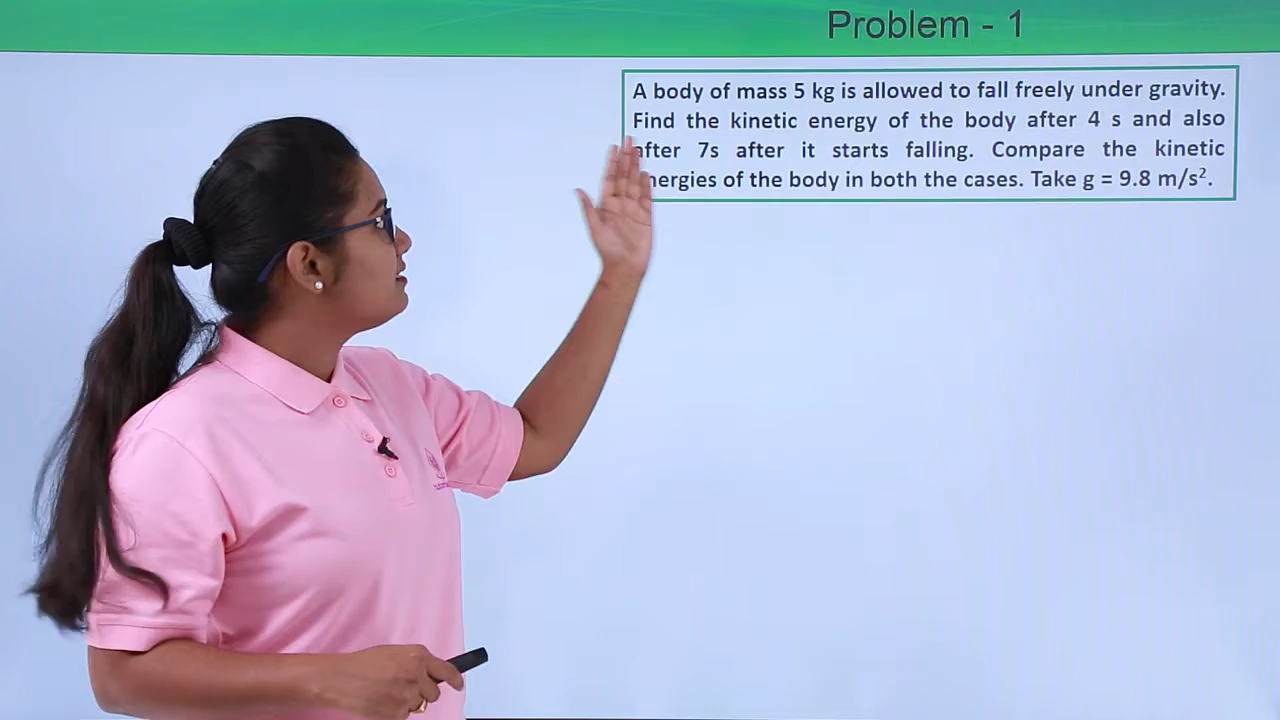 Problem - 1
A body of mass 5 kg is allowed to fall freely under gravity.
Find the kinetic energy of the body after 4 s and also
after 7s after it starts falling. Compare the kinetic
energies of the body in both the cases. Take g = 9.8 m/s².